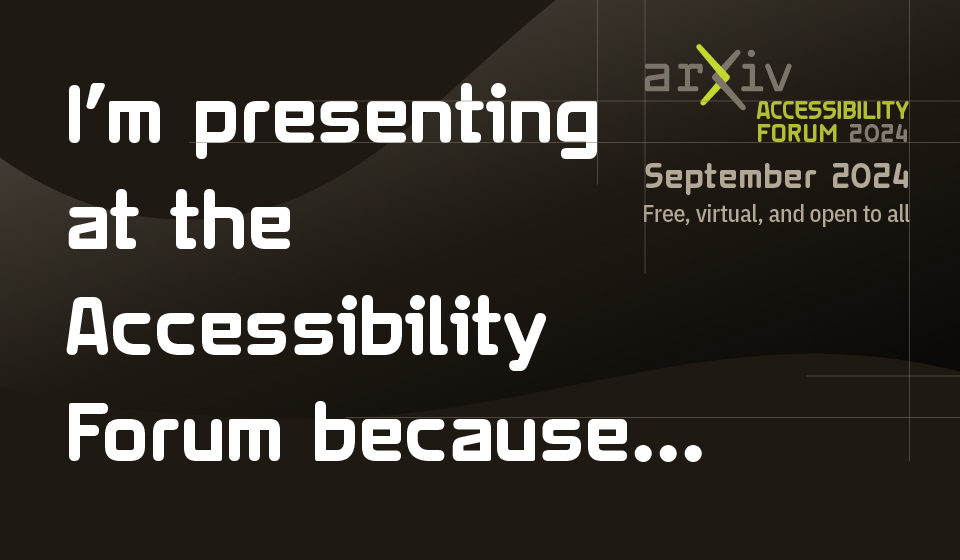 I'm presenting
at the
Accessibility
Forum because...
arXiv
ACCESSIBILITY
FORUM 2024
September 2024
Free, virtual, and open to all